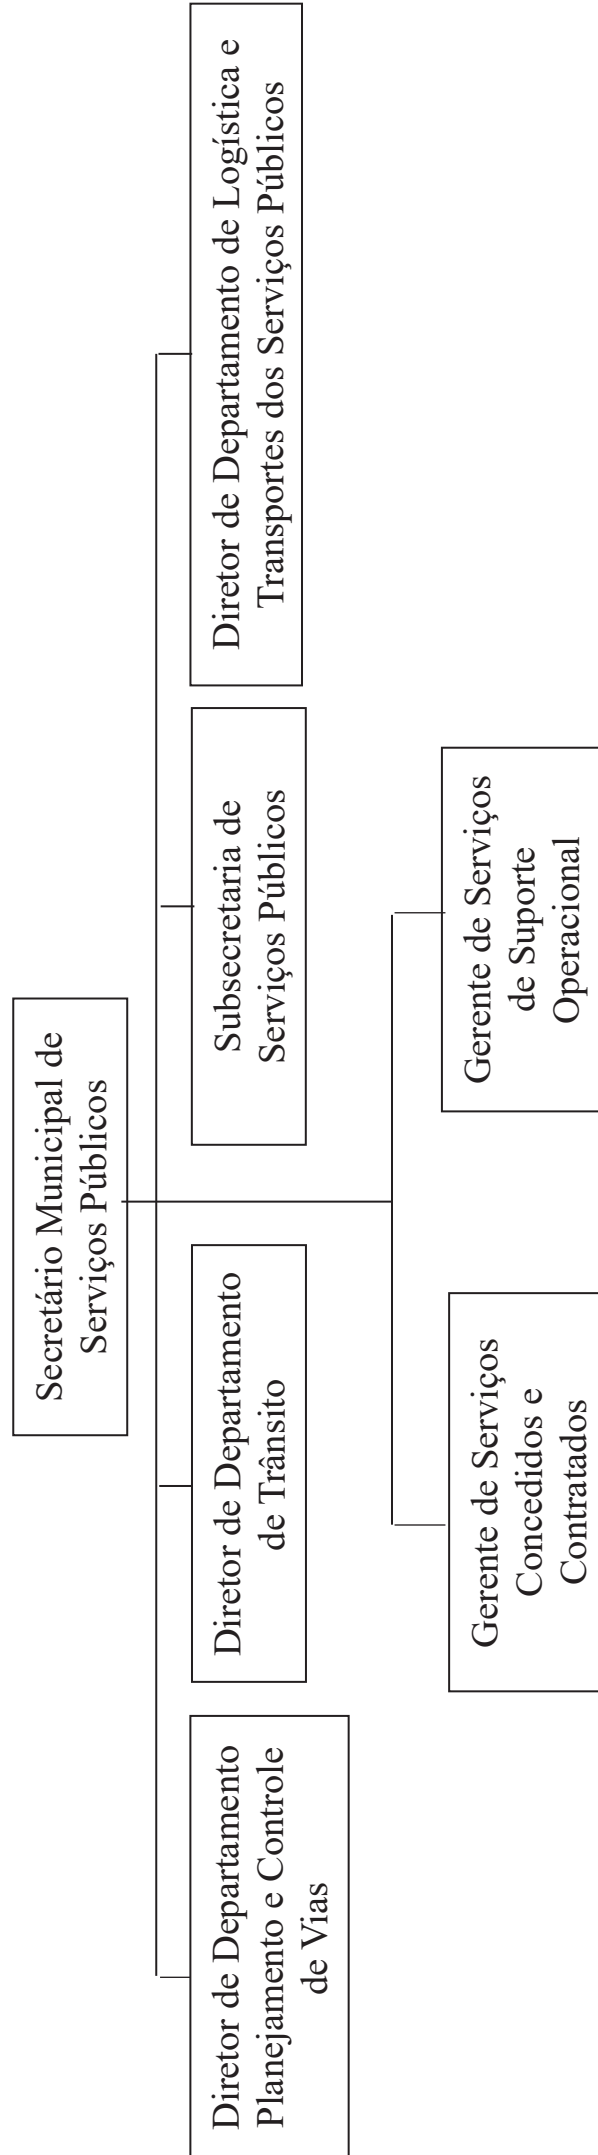 Secretário Municipal de
Serviços Públicos
Diretor de Departamento
Planejamento e Controle
de Vias
Diretor de Departamento
de Trânsito
Subsecretaria de
Serviços Públicos
Diretor de Departamento de Logística e
Transportes dos Serviços Públicos
Gerente de Serviços
Concedidos e
Contratados
Gerente de Serviços
de Suporte
Operacional